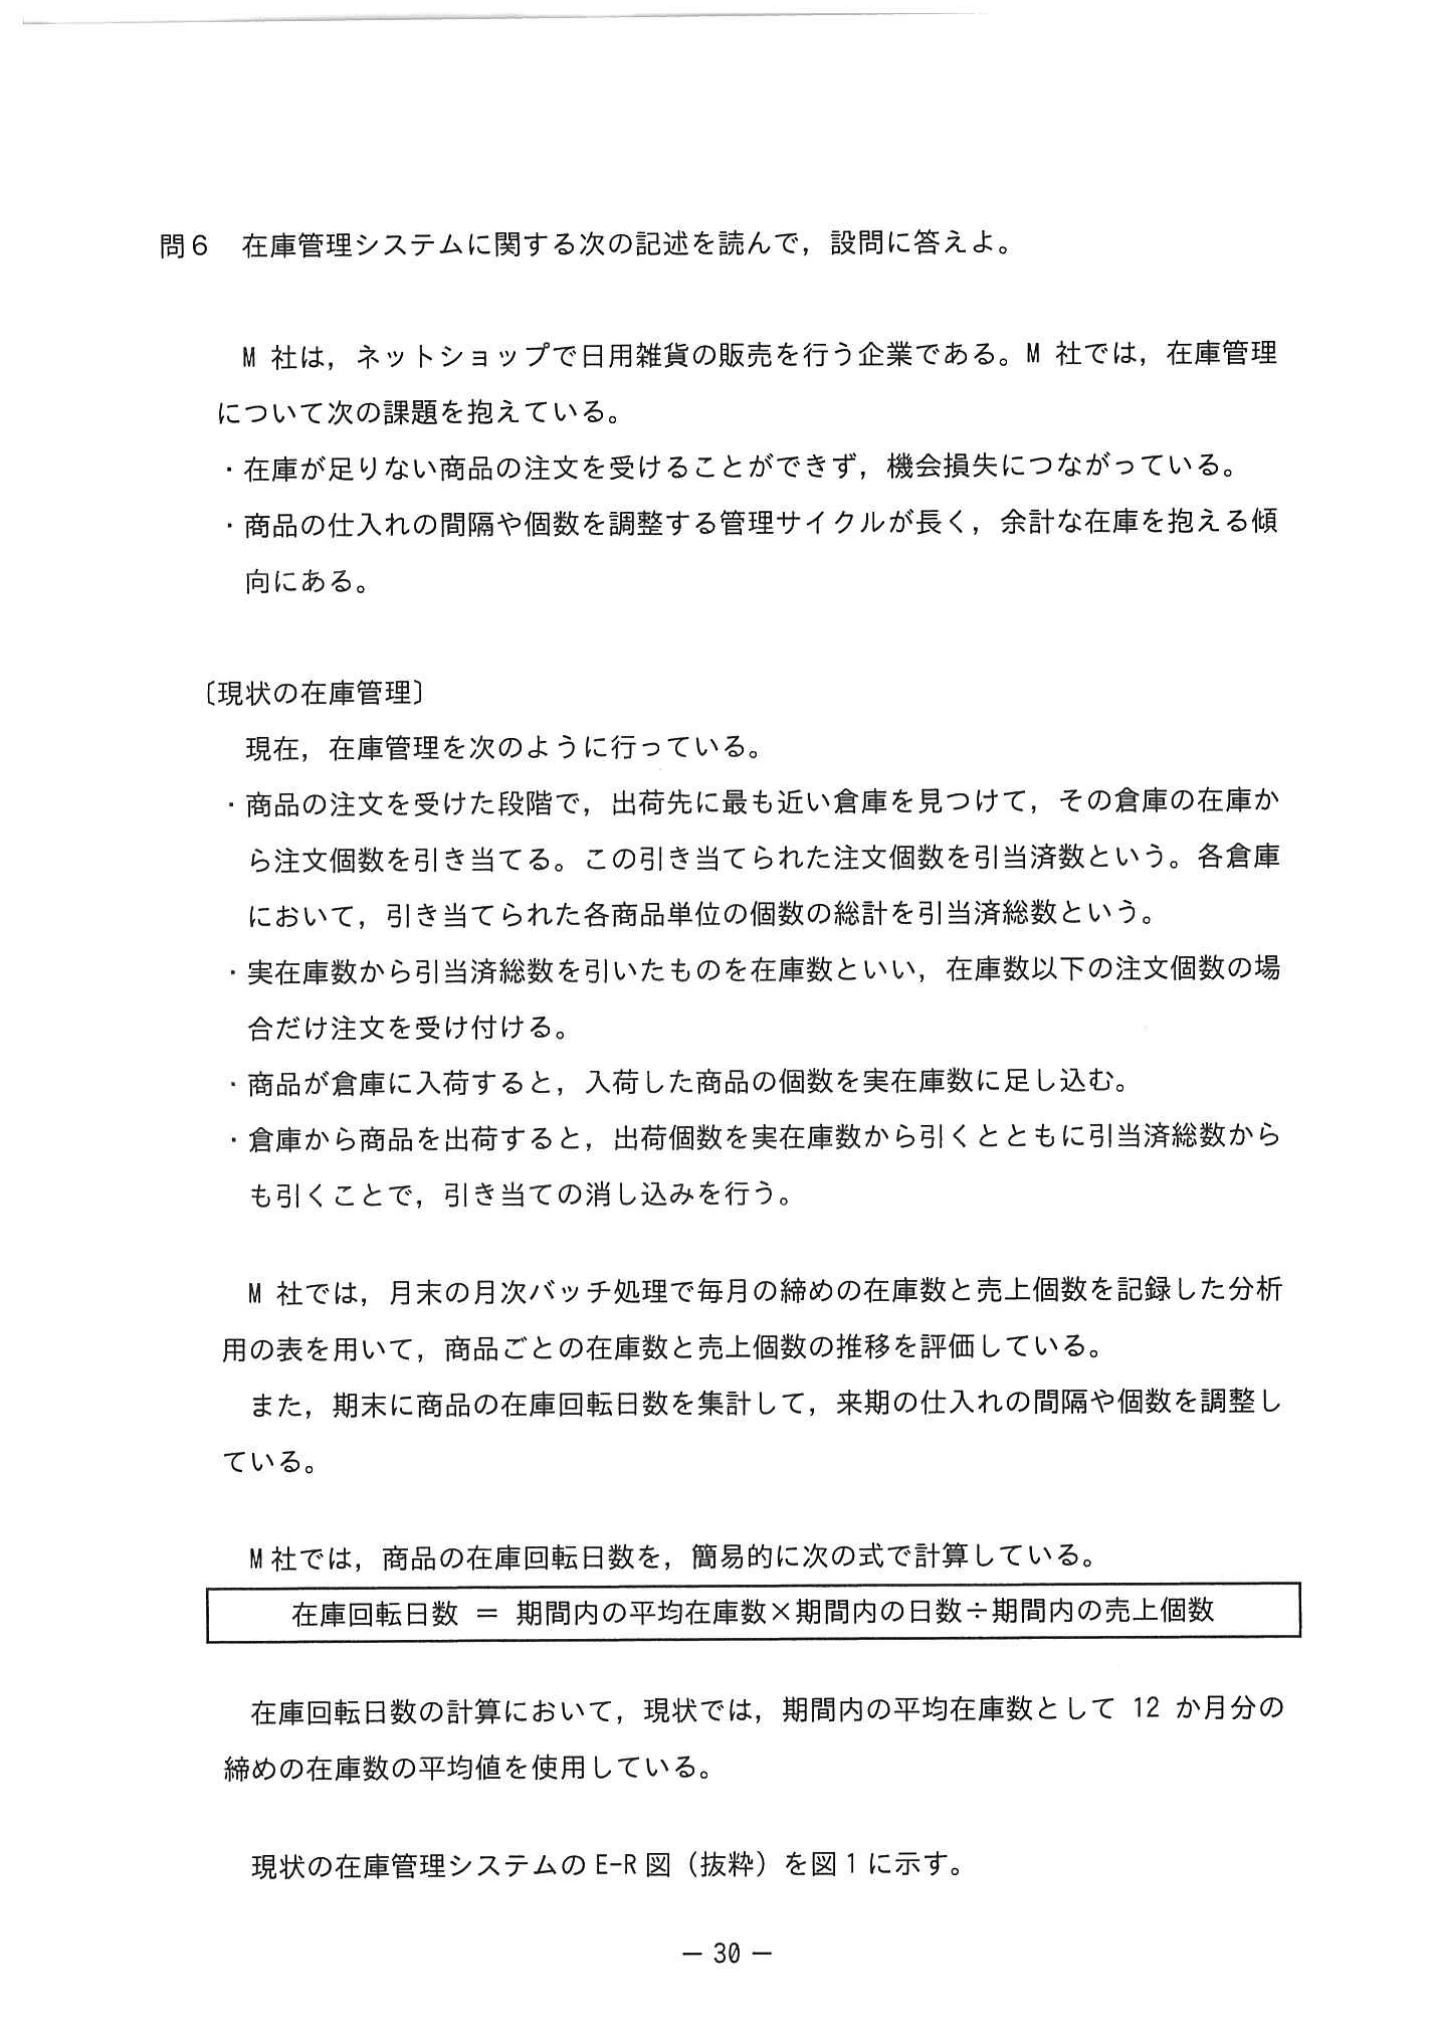 問6　在庫管理システムに関する次の記述を読んで，設問に答えよ。
M 社は，ネットショップで日用雑貨の販売を行う企業である。M 社では，在庫管理
について次の課題を抱えている。
・在庫が足りない商品の注文を受けることができず，機会損失につながっている。
・商品の仕入れの間隔や個数を調整する管理サイクルが長く，余計な在庫を抱える傾
向にある。
〔現状の在庫管理〕
現在，在庫管理を次のように行っている。
・商品の注文を受けた段階で，出荷先に最も近い倉庫を見つけて，その倉庫の在庫か
ら注文個数を引き当てる。この引き当てられた注文個数を引当済数という。各倉庫
において，引き当てられた各商品単位の個数の総計を引当済総数という。
・実在庫数から引当済総数を引いたものを在庫数といい，在庫数以下の注文個数の場
合だけ注文を受け付ける。
・商品が倉庫に入荷すると，入荷した商品の個数を実在庫数に足し込む。
・倉庫から商品を出荷すると，出荷個数を実在庫数から引くとともに引当済総数から
も引くことで，引き当ての消し込みを行う。
M 社では，月末の月次バッチ処理で毎月の締めの在庫数と売上個数を記録した分析
用の表を用いて，商品ごとの在庫数と売上個数の推移を評価している。
また，期末に商品の在庫回転日数を集計して，来期の仕入れの間隔や個数を調整し
ている。
M 社では，商品の在庫回転日数を，簡易的に次の式で計算している。
在庫回転日数 ＝ 期間内の平均在庫数×期間内の日数÷期間内の売上個数
在庫回転日数の計算において，現状では，期間内の平均在庫数として 12 か月分の
締めの在庫数の平均値を使用している。
現状の在庫管理システムの E-R 図（抜粋）を図 1 に示す。
― 30 ―